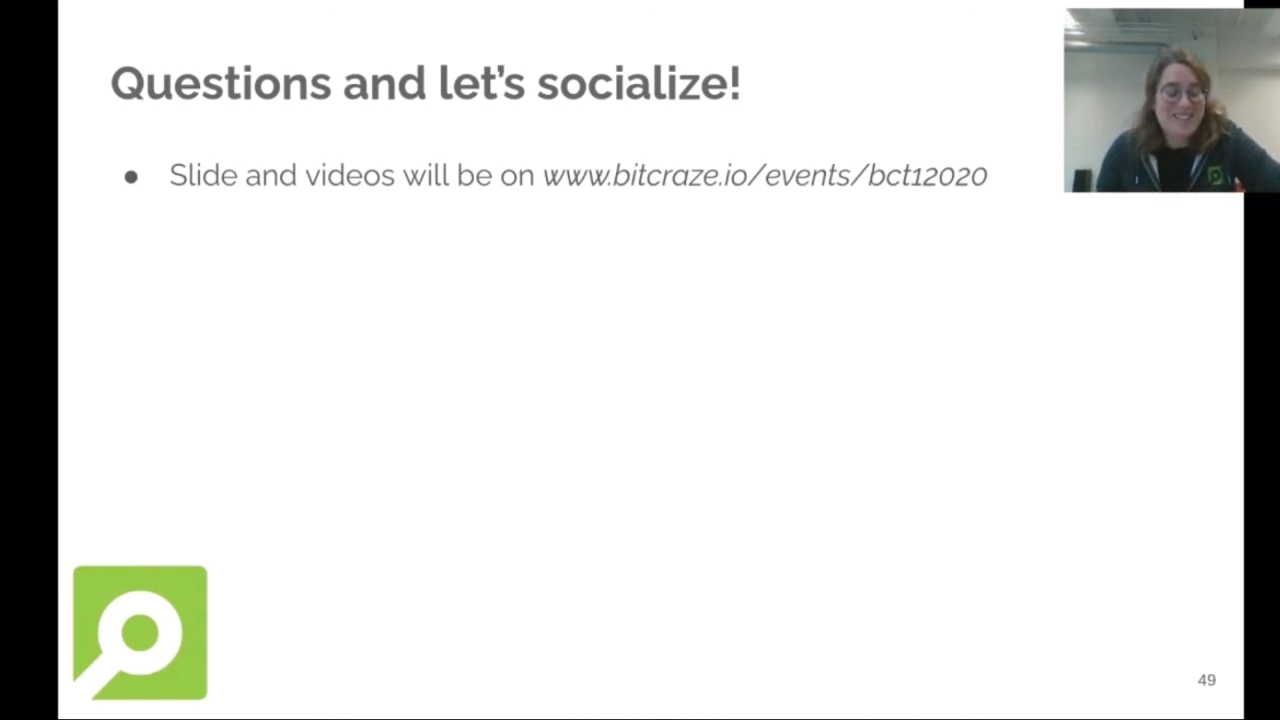 Questions and let's socialize!
● Slide and videos will be on www.bitcraze.io/events/bct12020
49